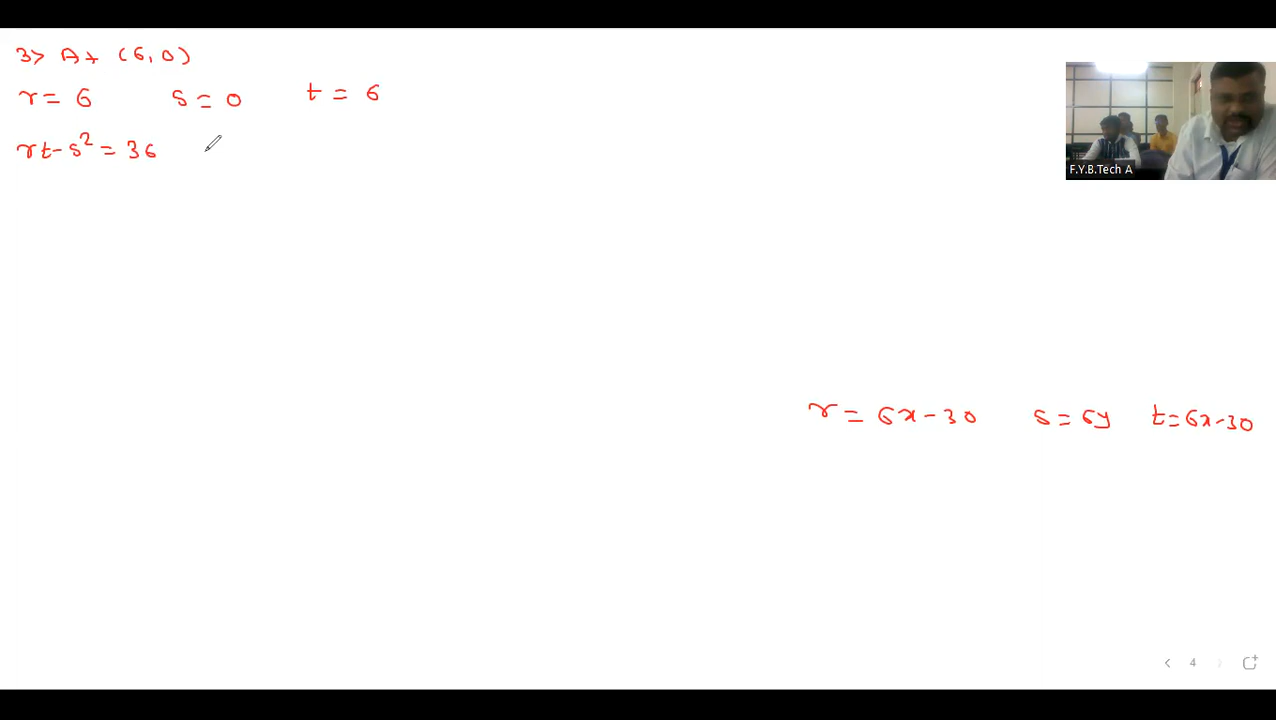 3> At (6,0)
r = 6 s = 0 t = 6
rt - s² = 36
F.Y.B.Tech A
r = 6x - 30 s = 6y t = 6x - 30
4